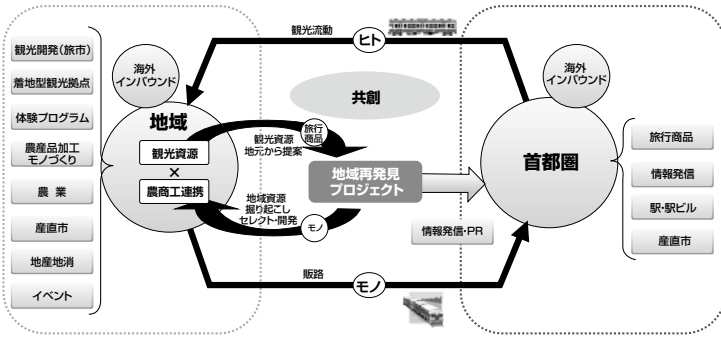 観光流動
ヒト
観光開発(旅市)
着地型観光拠点
体験プログラム
農産品加工
モノづくり
農 業
産直市
地産地消
イベント
海外
インバウンド
地域
観光資源
×
農商工連携
共創
旅行
商品
観光資源
地元から提案
地域再発見
プロジェクト
地域資源
掘り起こし
セレクト・開発
モノ
情報発信・PR
販路
モノ
海外
インバウンド
首都圏
旅行商品
情報発信
駅・駅ビル
産直市